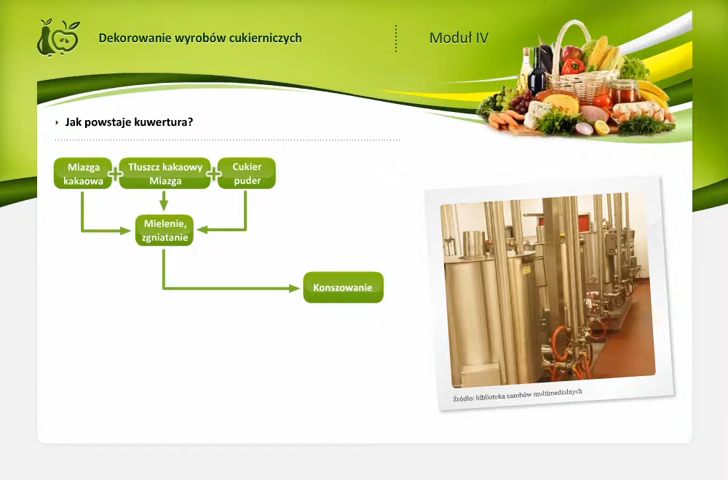 Dekorowanie wyrobów cukierniczych
Moduł IV
Jak powstaje kuwertura?
Miazga
kakaowa
Tłuszcz kakaowy
Miazga
Cukier
puder
Mielenie,
zgniatanie
Konszowanie
Źródło: biblioteka zasobów multimedialnych